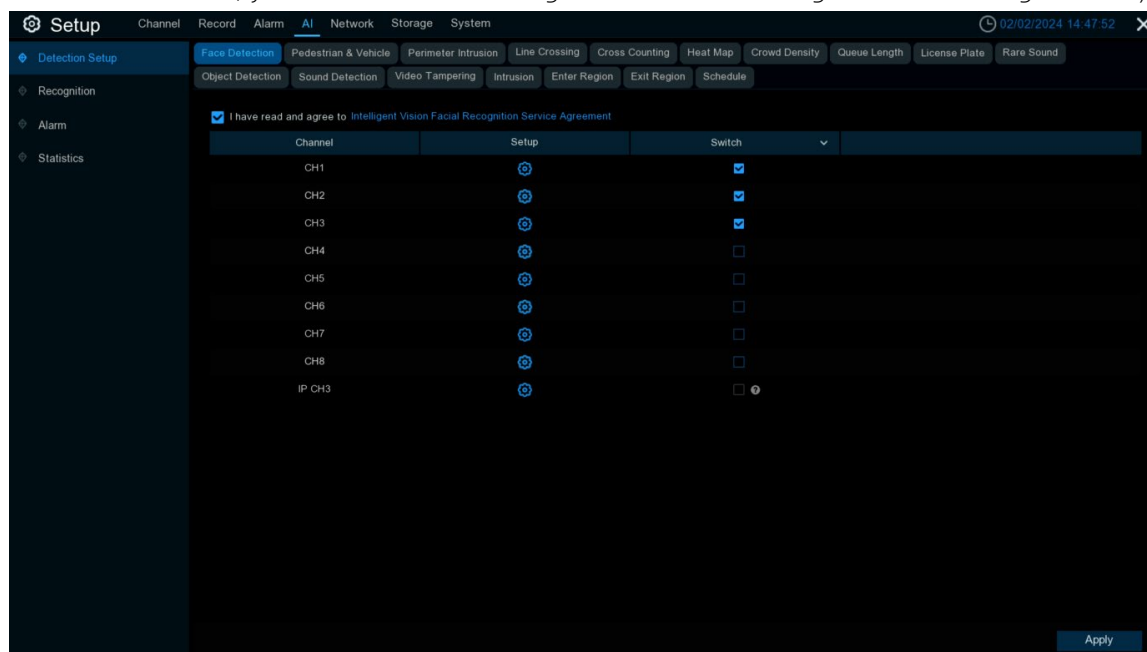 Setup Channel Record Alarm AI Network Storage System 02/02/2024 14:47:52
Detection Setup
Recognition
Alarm
Statistics
Face Detection Pedestrian & Vehicle Perimeter Intrusion Line Crossing Cross Counting Heat Map Crowd Density Queue Length License Plate Rare Sound
Object Detection Sound Detection Video Tampering Intrusion Enter Region Exit Region Schedule
I have read and agree to Intelligent Vision Facial Recognition Service Agreement
Channel Setup Switch
CH1
CH2
CH3
CH4
CH5
CH6
CH7
CH8
IP CH3
Apply